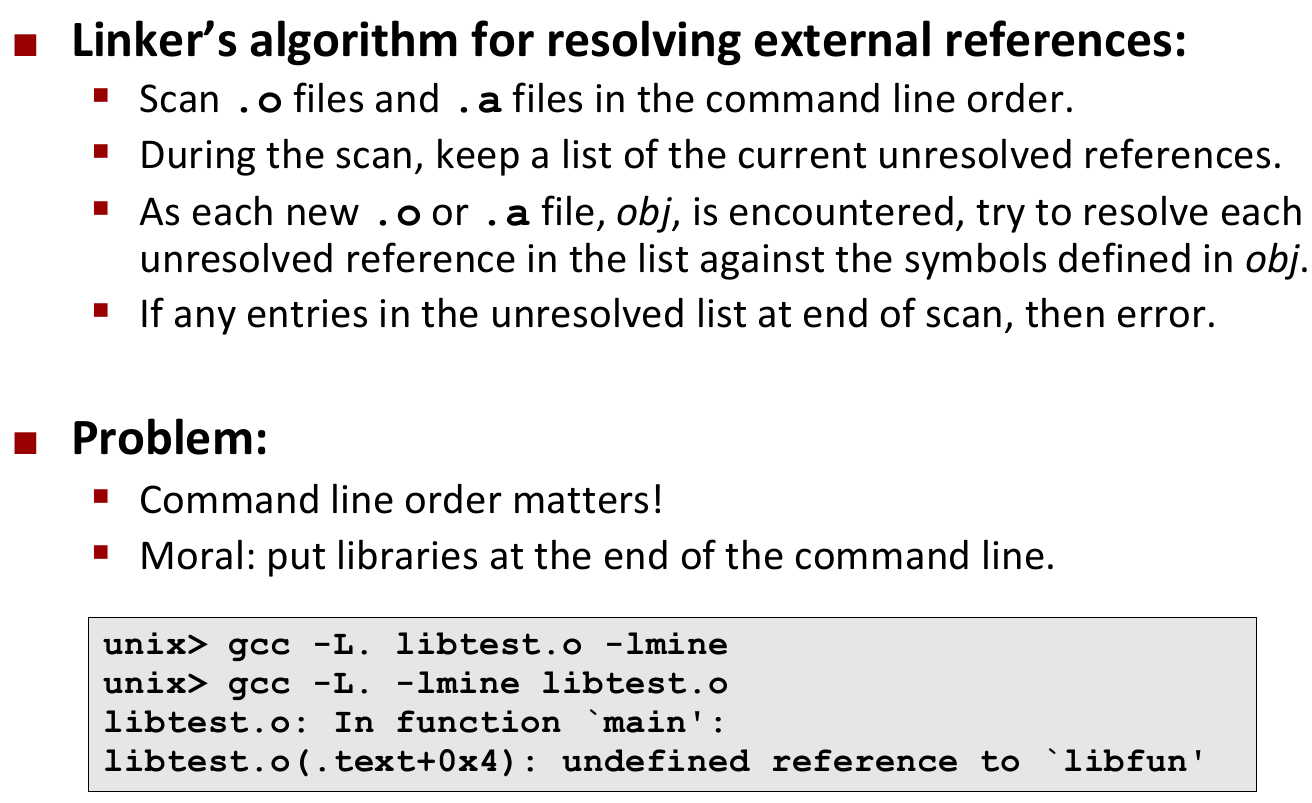 Linker’s algorithm for resolving external references:
Scan .o files and .a files in the command line order.
During the scan, keep a list of the current unresolved references.
As each new .o or .a file, obj, is encountered, try to resolve each
unresolved reference in the list against the symbols defined in obj.
If any entries in the unresolved list at end of scan, then error.
Problem:
Command line order matters!
Moral: put libraries at the end of the command line.
unix> gcc -L. libtest.o -lmine
unix> gcc -L. -lmine libtest.o
libtest.o: In function `main':
libtest.o(.text+0x4): undefined reference to `libfun'